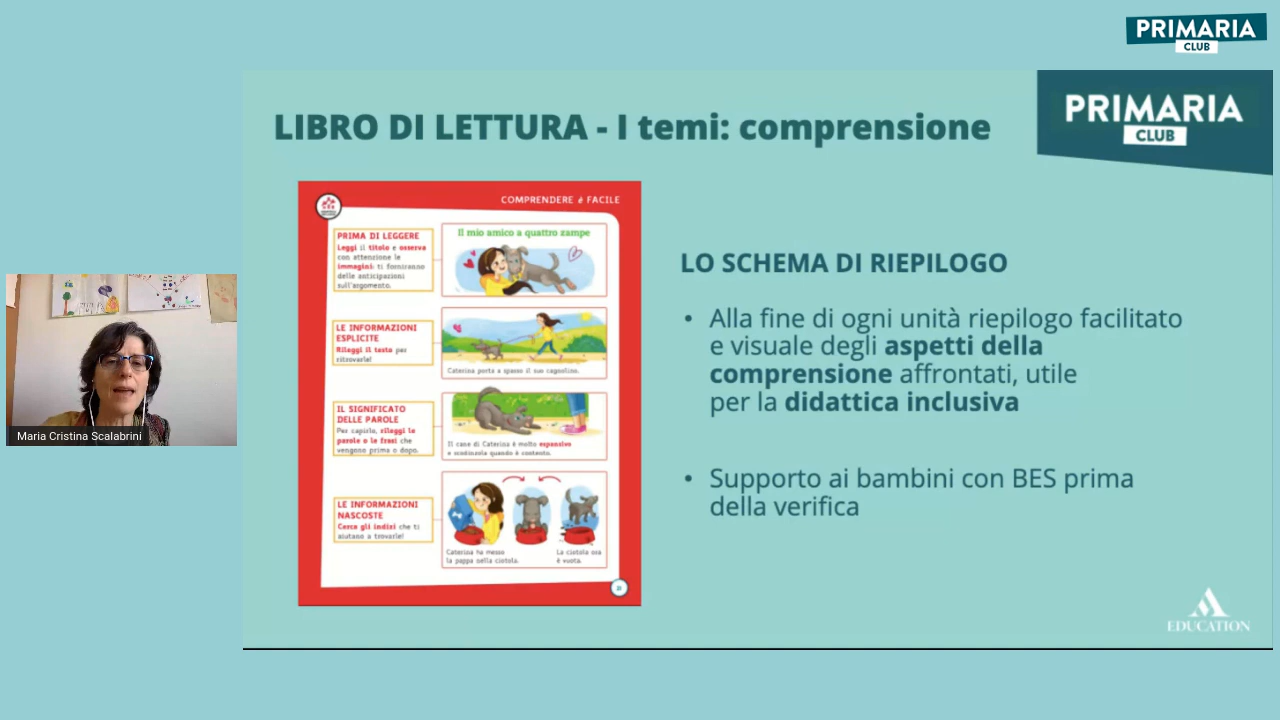 PRIMARIA
CLUB
LIBRO DI LETTURA - I temi: comprensione
PRIMARIA
CLUB
COMPRENDERE è FACILE
PRIMA DI LEGGERE
Leggi il titolo e osserva
con attenzione le
immagini: ti forniranno
delle anticipazioni
sull'argomento.
Il mio amico a quattro zampe
LE INFORMAZIONI
ESPLICITE
Rileggi il testo per
ritrovarle!
Caterina porta a spasso il suo cagnolino.
IL SIGNIFICATO
DELLE PAROLE
Per capirlo, rileggi le
parole o le frasi che
vengono prima o dopo.
Il cane di Caterina è molto espansivo
e scodinzola quando è contento.
LE INFORMAZIONI
NASCOSTE
Cerca gli indizi che ti
aiutano a trovarle!
Caterina ha messo
la pappa nella ciotola.
La ciotola ora
è vuota.
LO SCHEMA DI RIEPILOGO
• Alla fine di ogni unità riepilogo facilitato
e visuale degli aspetti della
comprensione affrontati, utile
per la didattica inclusiva
• Supporto ai bambini con BES prima
della verifica
EDUCATION
Maria Cristina Scalabrini